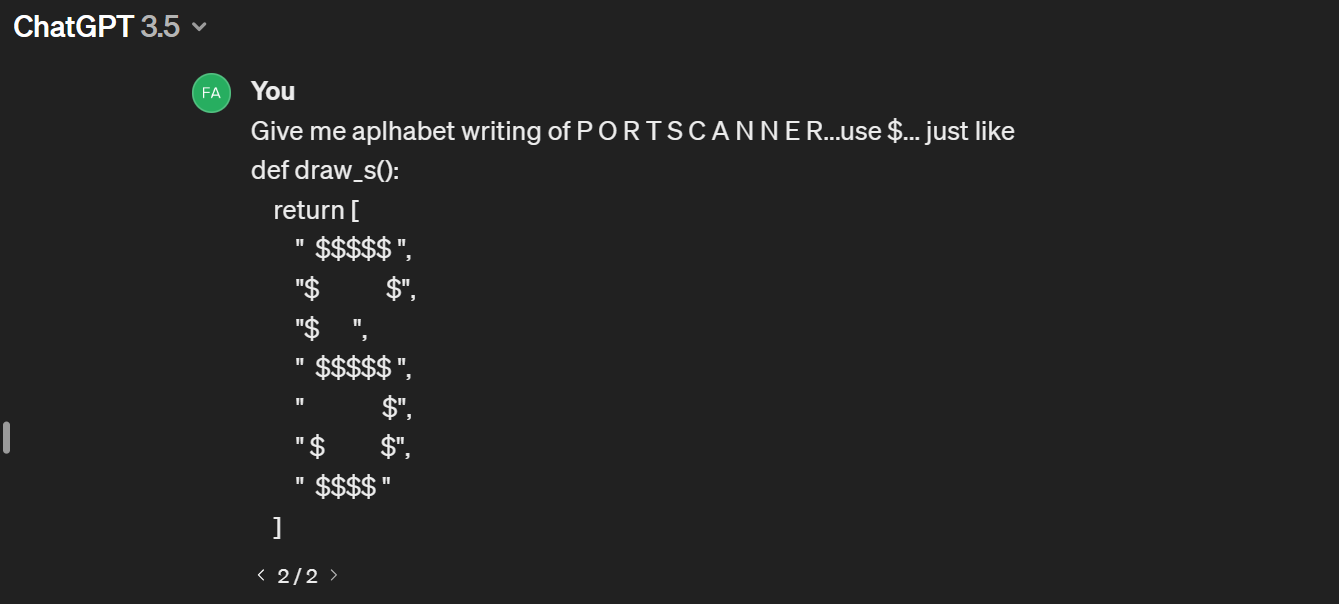 ChatGPT 3.5
FA
You
Give me aplhabet writing of P O R T S C A N N E R...use $... just like
def draw_s():
return [
" $$$$$ ",
"$ $",
"$ ",
" $$$$$ ",
" $",
" $ $",
" $$$$ "
]
< 2 / 2 >